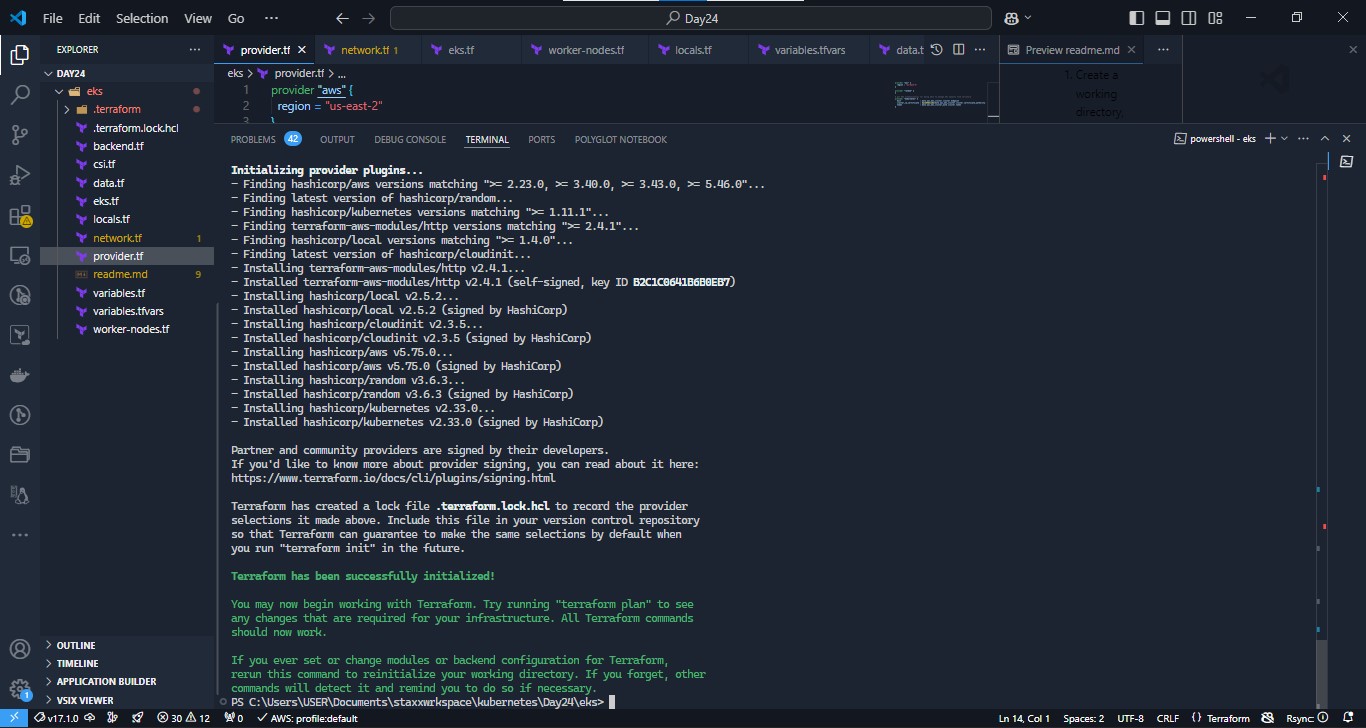 File Edit Selection View Go ··· Day24
EXPLORER ···
DAY24
eks
.terraform
.terraform.lock.hcl
backend.tf
csi.tf
data.tf
eks.tf
locals.tf
network.tf 1
provider.tf
readme.md 9
variables.tf
variables.tfvars
worker-nodes.tf
OUTLINE
TIMELINE
APPLICATION BUILDER
VSIX VIEWER
provider.tf network.tf 1 eks.tf worker-nodes.tf locals.tf variables.tfvars data.t ··· Preview readme.md ···
eks > provider.tf > ...
1 provider "aws" {
2 region = "us-east-2"
3 }
1. Create a
working
directory.
PROBLEMS 42 OUTPUT DEBUG CONSOLE TERMINAL PORTS POLYGLOT NOTEBOOK powershell - eks
Initializing provider plugins...
- Finding hashicorp/aws versions matching ">= 2.23.0, >= 3.40.0, >= 3.43.0, >= 5.46.0"...
- Finding latest version of hashicorp/random...
- Finding hashicorp/kubernetes versions matching ">= 1.11.1"...
- Finding terraform-aws-modules/http versions matching ">= 2.4.1"...
- Finding hashicorp/local versions matching ">= 1.4.0"...
- Finding latest version of hashicorp/cloudinit...
- Installing terraform-aws-modules/http v2.4.1...
- Installed terraform-aws-modules/http v2.4.1 (self-signed, key ID B2C1C0641B6B0EB7)
- Installing hashicorp/local v2.5.2...
- Installed hashicorp/local v2.5.2 (signed by HashiCorp)
- Installing hashicorp/cloudinit v2.3.5...
- Installed hashicorp/cloudinit v2.3.5 (signed by HashiCorp)
- Installing hashicorp/aws v5.75.0...
- Installed hashicorp/aws v5.75.0 (signed by HashiCorp)
- Installing hashicorp/random v3.6.3...
- Installed hashicorp/random v3.6.3 (signed by HashiCorp)
- Installing hashicorp/kubernetes v2.33.0...
- Installed hashicorp/kubernetes v2.33.0 (signed by HashiCorp)
Partner and community providers are signed by their developers.
If you'd like to know more about provider signing, you can read about it here:
https://www.terraform.io/docs/cli/plugins/signing.html
Terraform has created a lock file .terraform.lock.hcl to record the provider
selections it made above. Include this file in your version control repository
so that Terraform can guarantee to make the same selections by default when
you run "terraform init" in the future.
Terraform has been successfully initialized!
You may now begin working with Terraform. Try running "terraform plan" to see
any changes that are required for your infrastructure. All Terraform commands
should now work.
If you ever set or change modules or backend configuration for Terraform,
rerun this command to reinitialize your working directory. If you forget, other
commands will detect it and remind you to do so if necessary.
PS C:\Users\USER\Documents\staxxwrkspace\kubernetes\Day24\eks>
1
v17.1.0 30 12 0 AWS: profile:default Ln 14, Col 1 Spaces: 2 UTF-8 CRLF {} Terraform Rsync: